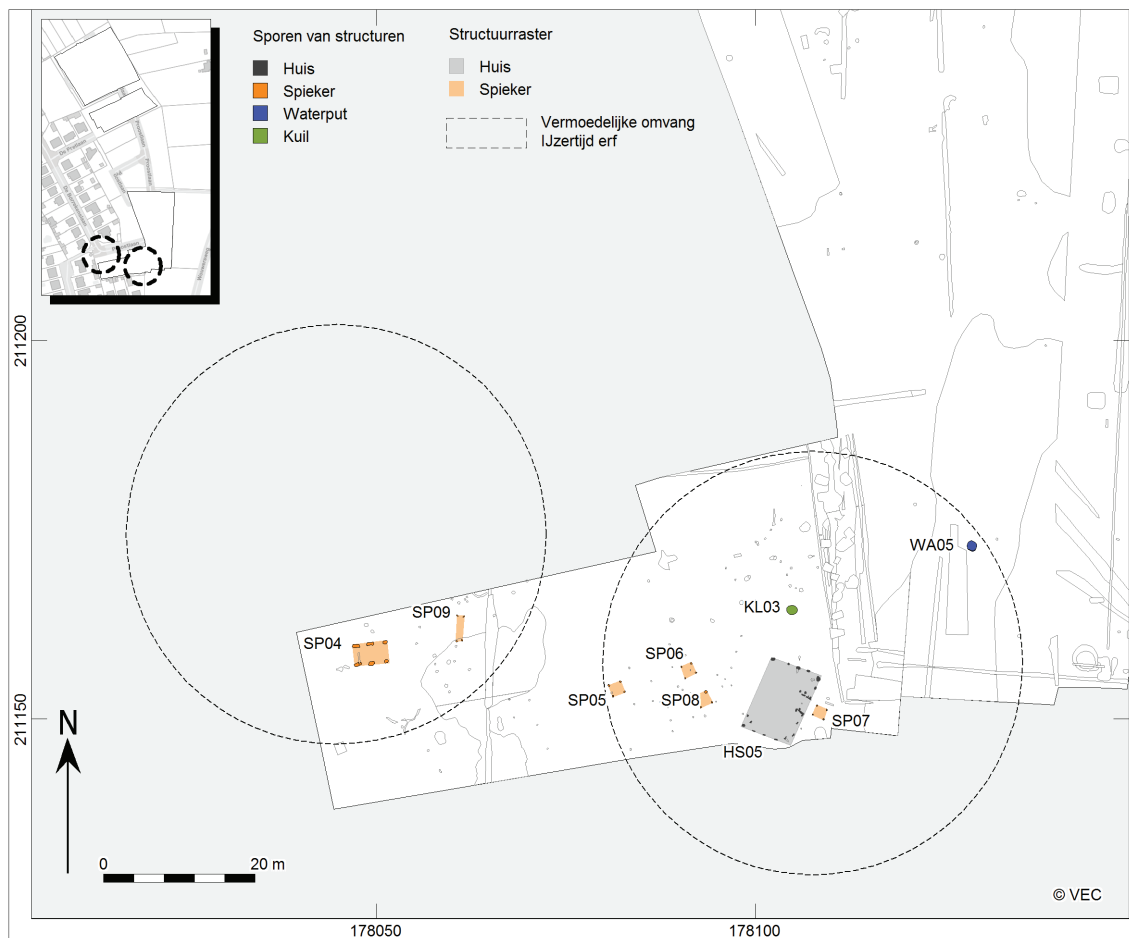 Sporen van structuren
Huis
Spieker
Waterput
Kuil
Structuurraster
Huis
Spieker
Vermoedelijke omvang
IJzertijd erf
211200
211150
WA05
KL03
SP09
SP04
SP06
SP05
SP08
SP07
HS05
N
0 20 m
© VEC
178050
178100